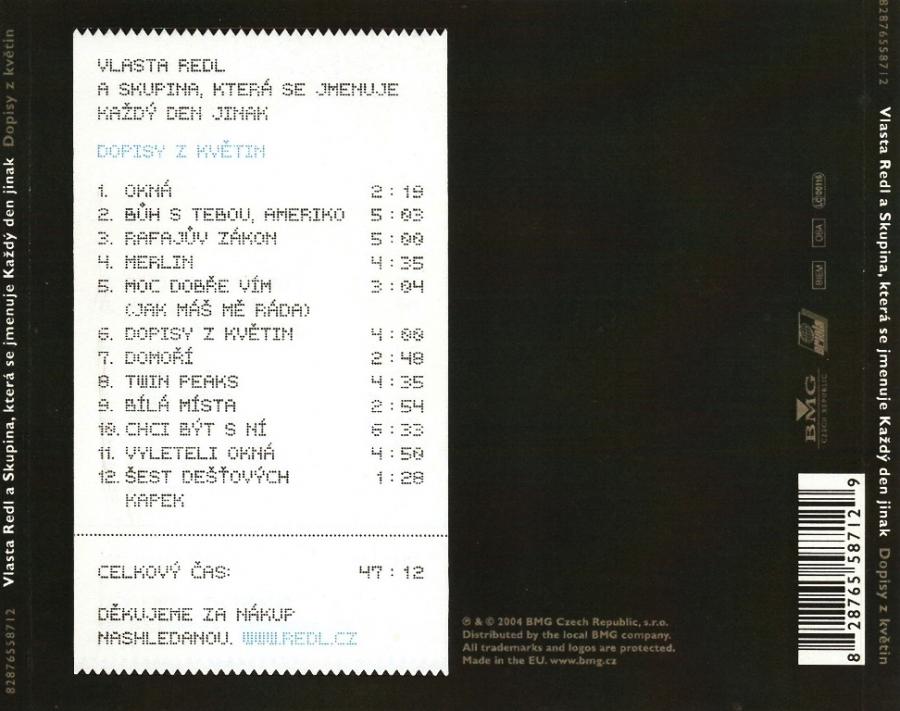 VLASTA REDL
A SKUPINA, KTERÁ SE JMENUJE
KAŽDÝ DEN JINAK
DOPISY Z KVĚTIN
1. OKNÁ 2:19
2. BŮH S TEBOU, AMERIKO 5:03
3. RAFAJŮV ZÁKON 5:00
4. MERLIN 4:35
5. MOC DOBŘE VÍM 3:04
(JAK MÁŠ MĚ RÁDA)
6. DOPISY Z KVĚTIN 4:00
7. DOMOŘÍ 2:48
8. TWIN PEAKS 4:35
9. BÍLÁ MÍSTA 2:54
10. CHCI BÝT S NÍ 6:33
11. VYLETELI OKNÁ 4:50
12. ŠEST DEŠŤOVÝCH 1:28
KAPEK
CELKOVÝ ČAS: 47:12
DĚKUJEME ZA NÁKUP
NASHLEDANOU. WWW.REDL.CZ
℗ & © 2004 BMG Czech Republic, s.r.o.
Distributed by the local BMG company.
All trademarks and logos are protected.
Made in the EU. www.bmg.cz
82876558712 Vlasta Redl a Skupina, která se jmenuje Každý den jinak Dopisy z květin
82876558712 Vlasta Redl a Skupina, která se jmenuje Každý den jinak Dopisy z květin
LC 00116
OSA
BIEM
BMG
CZECH REPUBLIC
8 28765 58712 9